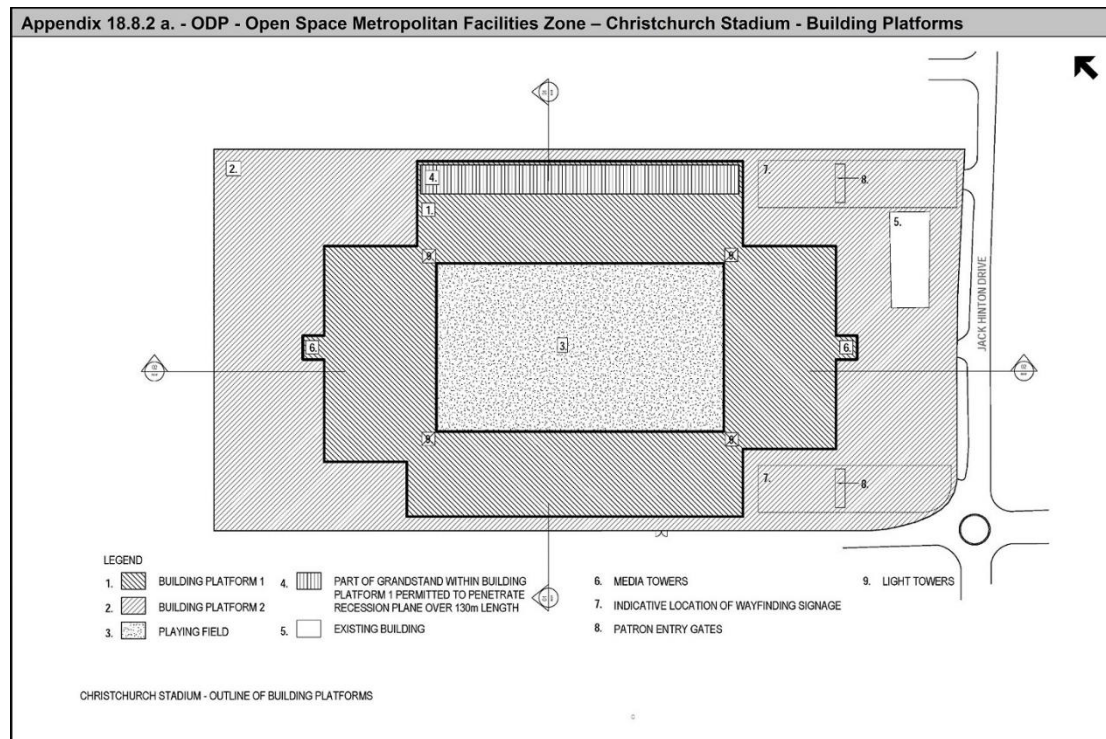 Appendix 18.8.2 a. - ODP - Open Space Metropolitan Facilities Zone – Christchurch Stadium - Building Platforms
2.
4.
1.
7.
8.
5.
9.
9.
JACK HINTON DRIVE
6.
3.
6.
9.
9.
7.
8.
LEGEND
1. BUILDING PLATFORM 1
2. BUILDING PLATFORM 2
3. PLAYING FIELD
4. PART OF GRANDSTAND WITHIN BUILDING
PLATFORM 1 PERMITTED TO PENETRATE
RECESSION PLANE OVER 130m LENGTH
5. EXISTING BUILDING
6. MEDIA TOWERS
7. INDICATIVE LOCATION OF WAYFINDING SIGNAGE
8. PATRON ENTRY GATES
9. LIGHT TOWERS
CHRISTCHURCH STADIUM - OUTLINE OF BUILDING PLATFORMS